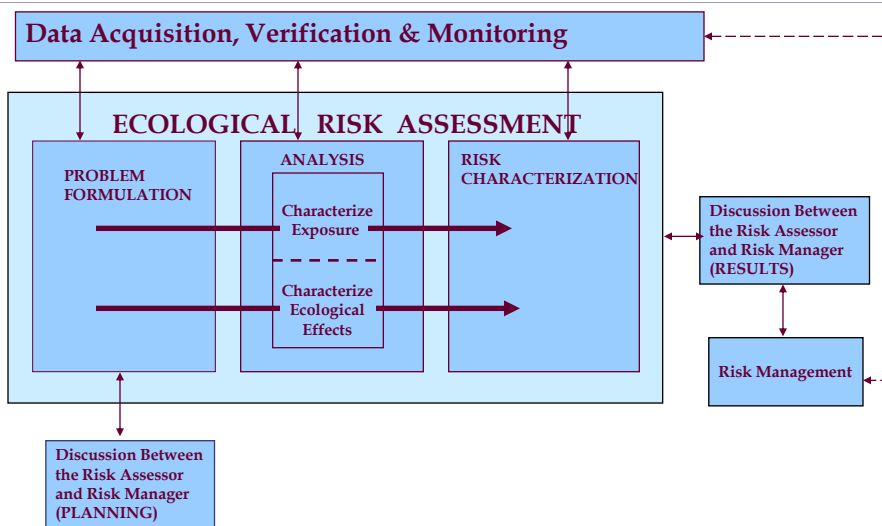 Data Acquisition, Verification & Monitoring
ECOLOGICAL RISK ASSESSMENT
PROBLEM
FORMULATION
ANALYSIS
Characterize
Exposure
Characterize
Ecological
Effects
RISK
CHARACTERIZATION
Discussion Between
the Risk Assessor
and Risk Manager
(RESULTS)
Risk Management
Discussion Between
the Risk Assessor
and Risk Manager
(PLANNING)